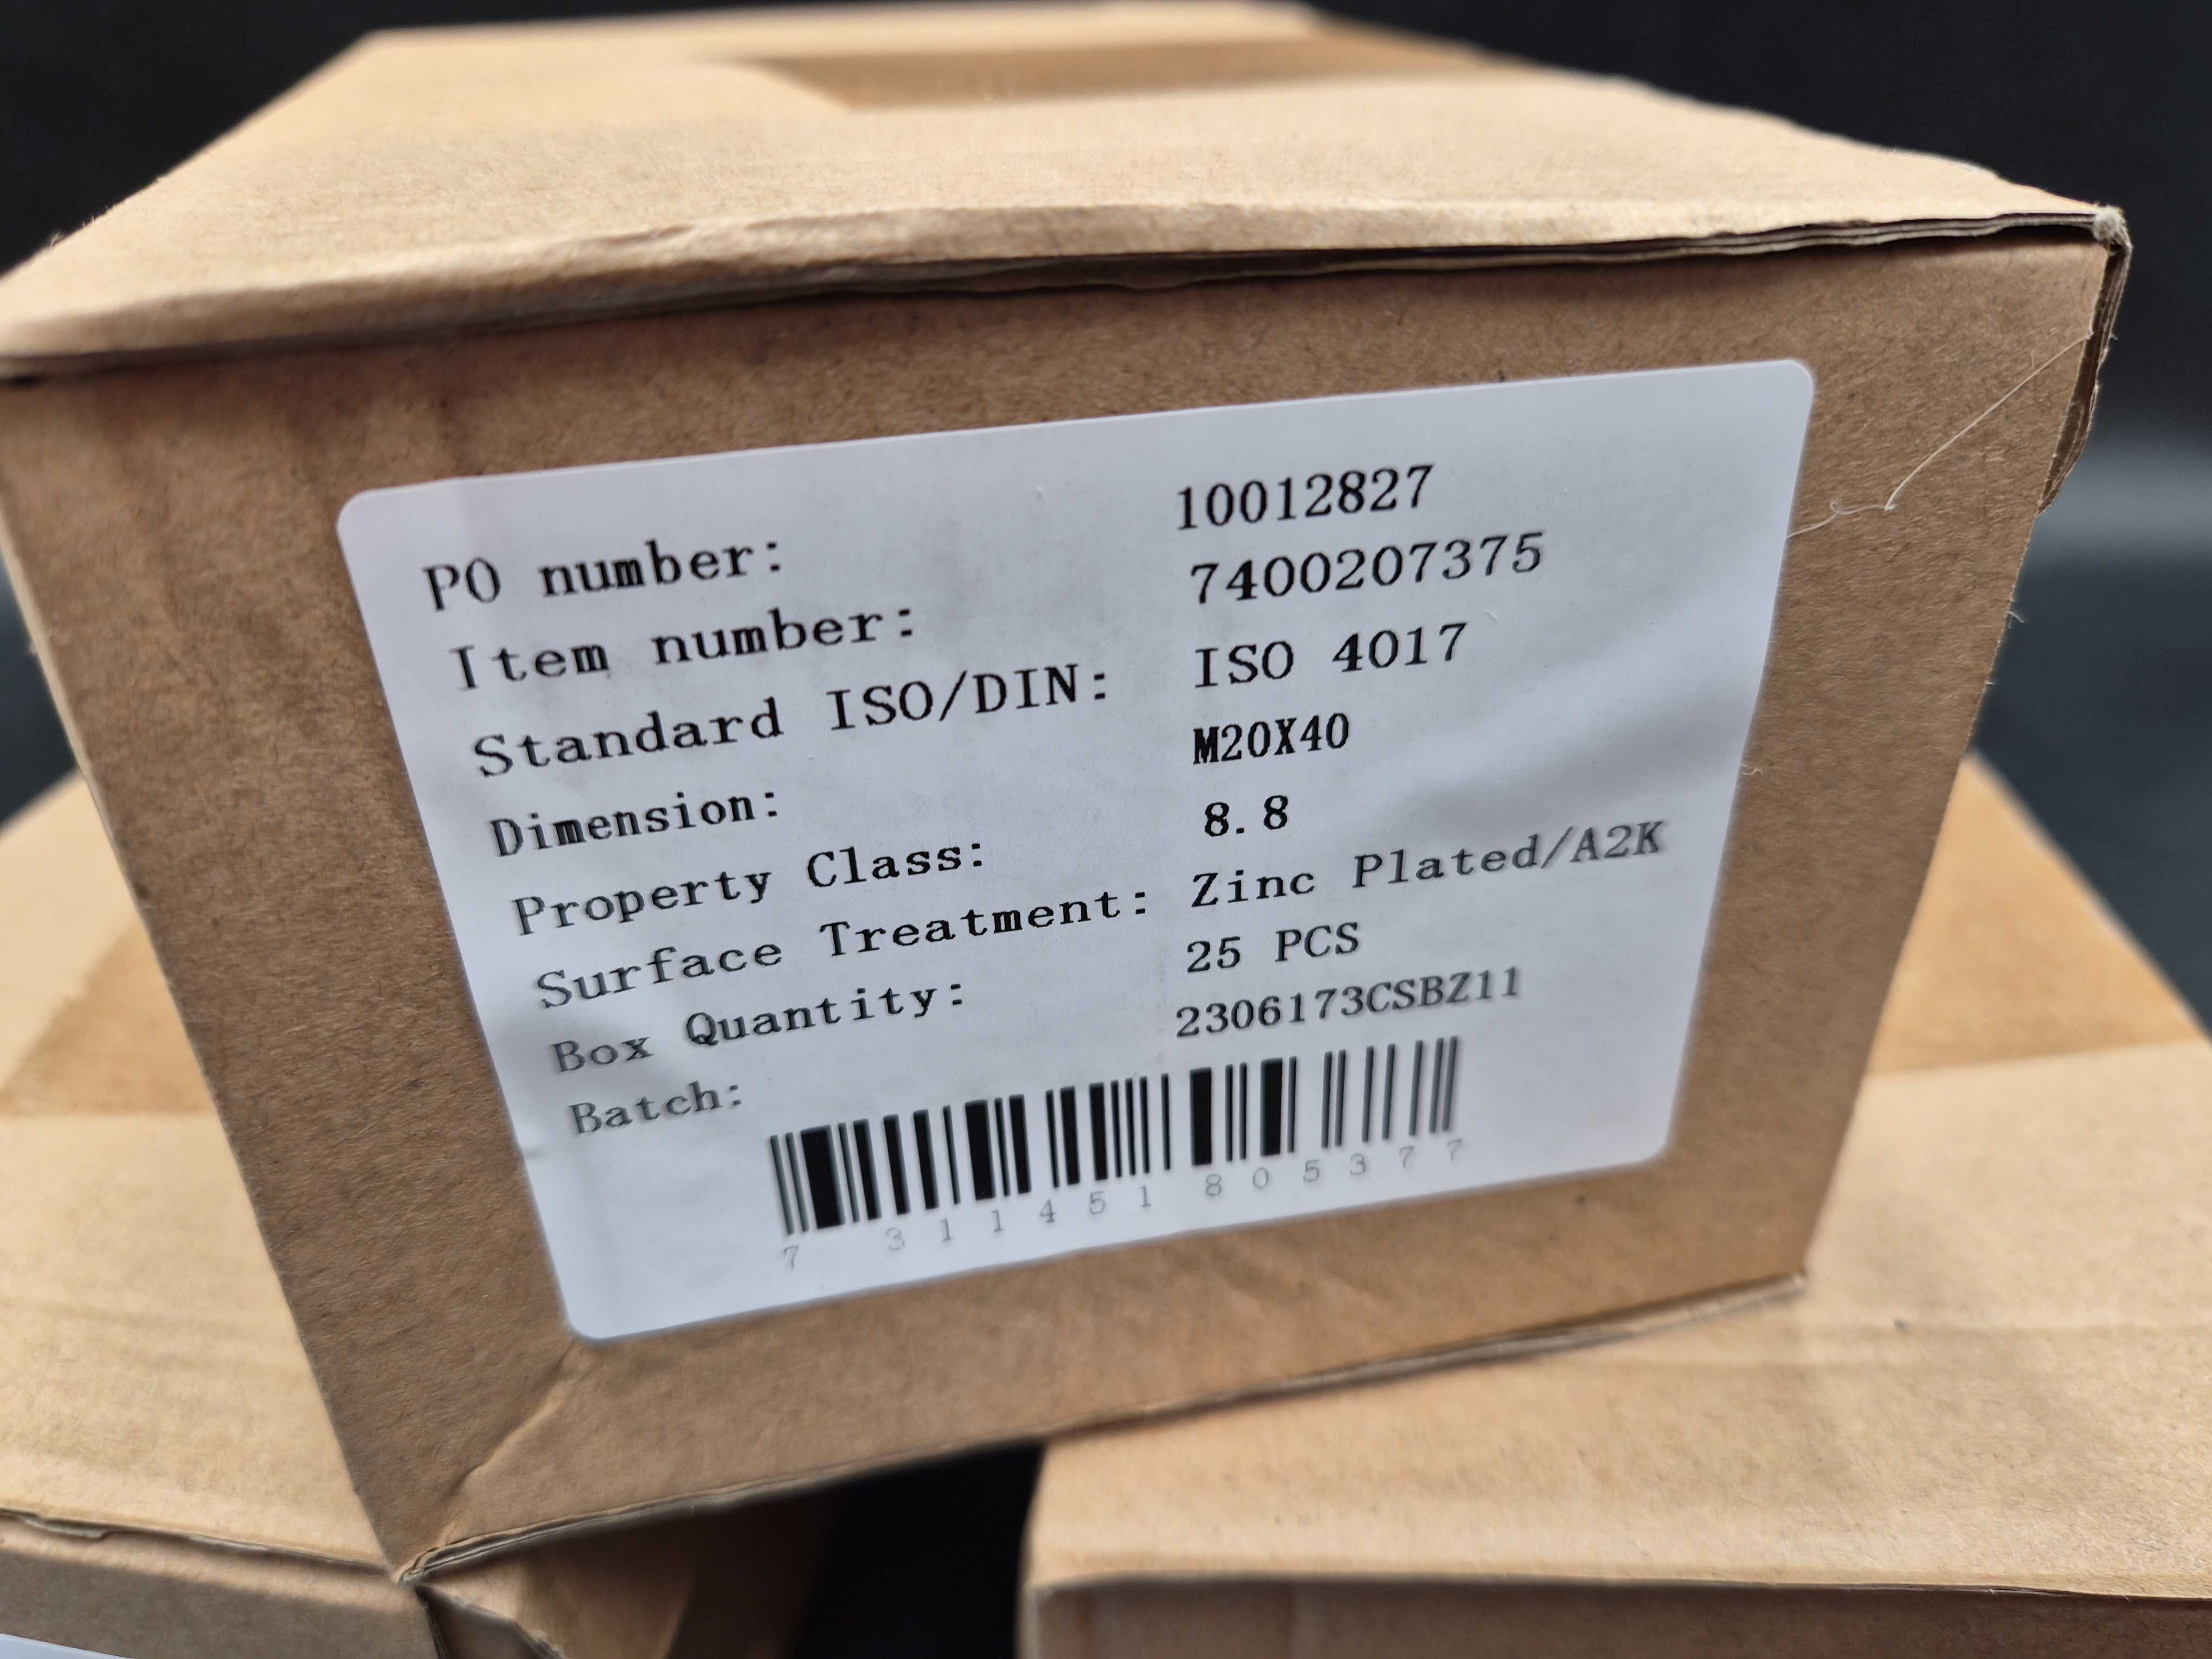 PO number: 10012827
Item number: 7400207375
Standard ISO/DIN: ISO 4017
Dimension: M20X40
Property Class: 8.8
Surface Treatment: Zinc Plated/A2K
Box Quantity: 25 PCS
Batch: 2306173CSBZ11
7 311451 805377